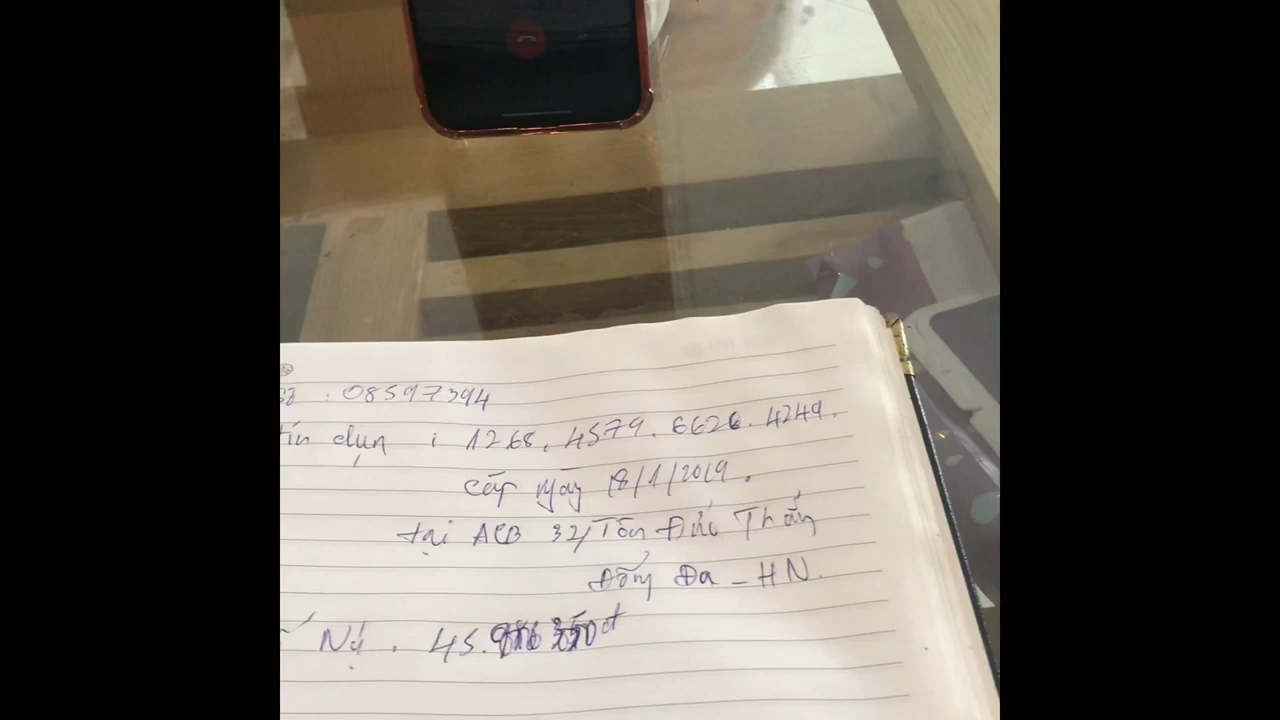 : 08597394
tín dụng : 1268.4579.6626.4249.
cấp ngày 18/1/2019.
tại ACB 32/Tôn Đức Thắng
Đống Đa - HN.
Nợ. 45. đ